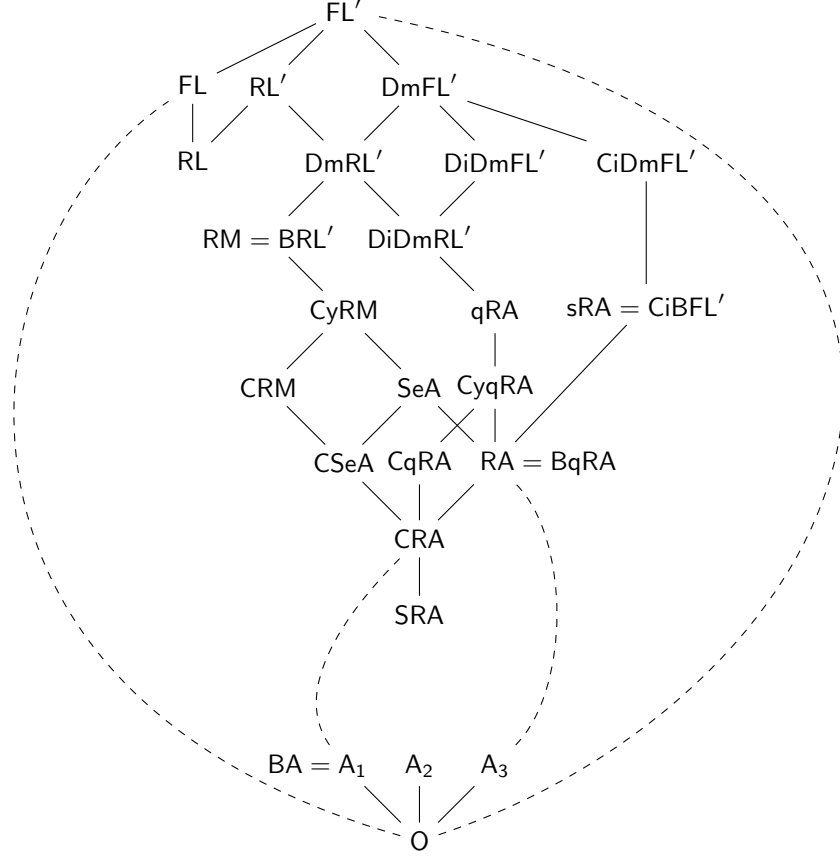 FL′
FL RL′ DmFL′
RL DmRL′ DiDmFL′ CiDmFL′
RM = BRL′ DiDmRL′
CyRM qRA sRA = CiBFL′
CRM SeA CyqRA
CSeA CqRA RA = BqRA
CRA
SRA
BA = A₁ A₂ A₃
O